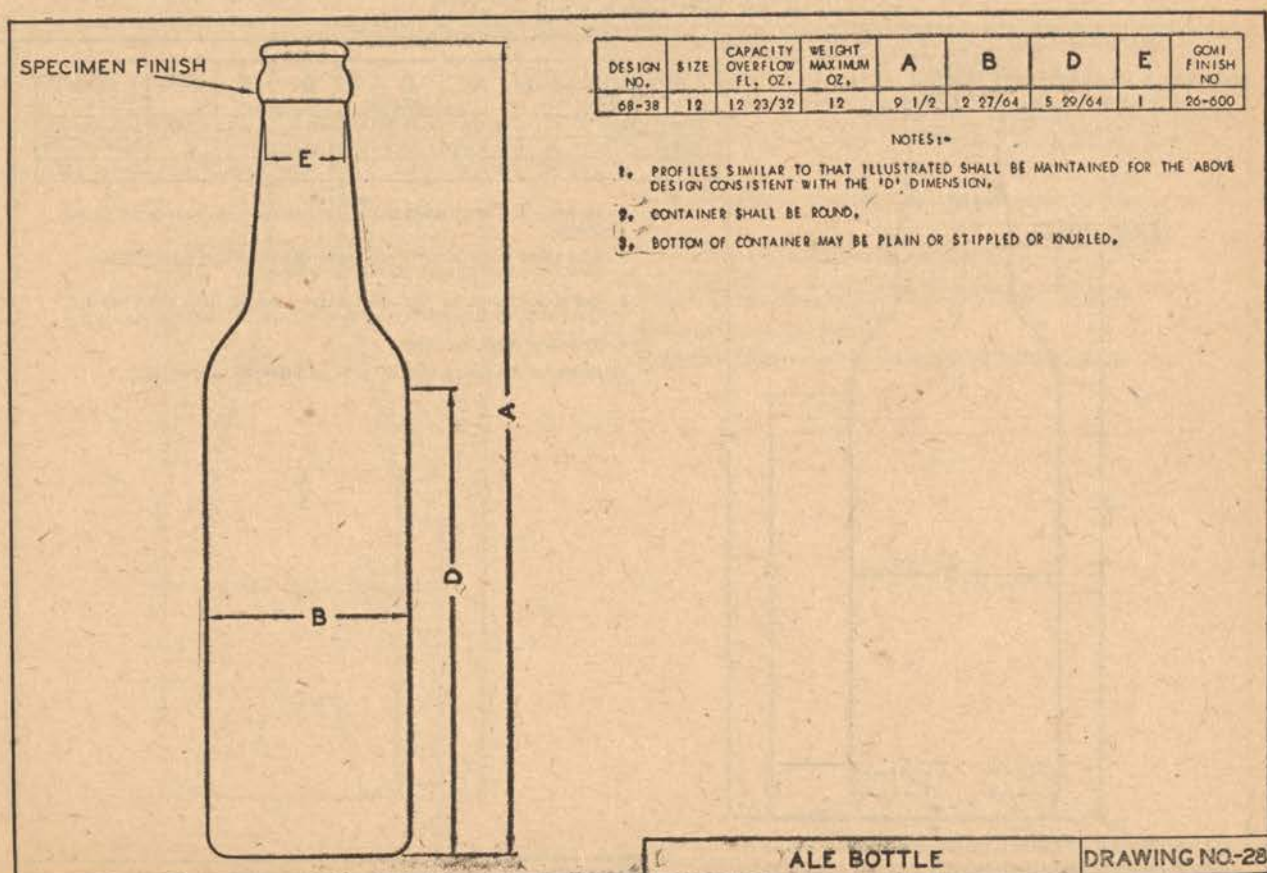 SPECIMEN FINISH
E
A
D
B
DESIGN NO. SIZE CAPACITY OVERFLOW FL. OZ. WEIGHT MAXIMUM OZ. A B D E GCMI FINISH NO
68-38 12 12 23/32 12 9 1/2 2 27/64 5 29/64 1 26-600
NOTES:-
1. PROFILES SIMILAR TO THAT ILLUSTRATED SHALL BE MAINTAINED FOR THE ABOVE
DESIGN CONSISTENT WITH THE 'D' DIMENSION.
2. CONTAINER SHALL BE ROUND.
3. BOTTOM OF CONTAINER MAY BE PLAIN OR STIPPLED OR KNURLED.
ALE BOTTLE
DRAWING NO.-28